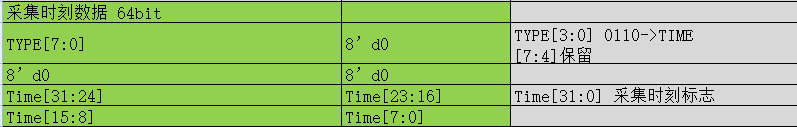 采集时刻数据 64bit
TYPE[7:0] 8’d0 TYPE[3:0] 0110->TIME
[7:4]保留
8’d0 8’d0
Time[31:24] Time[23:16] Time[31:0] 采集时刻标志
Time[15:8] Time[7:0]